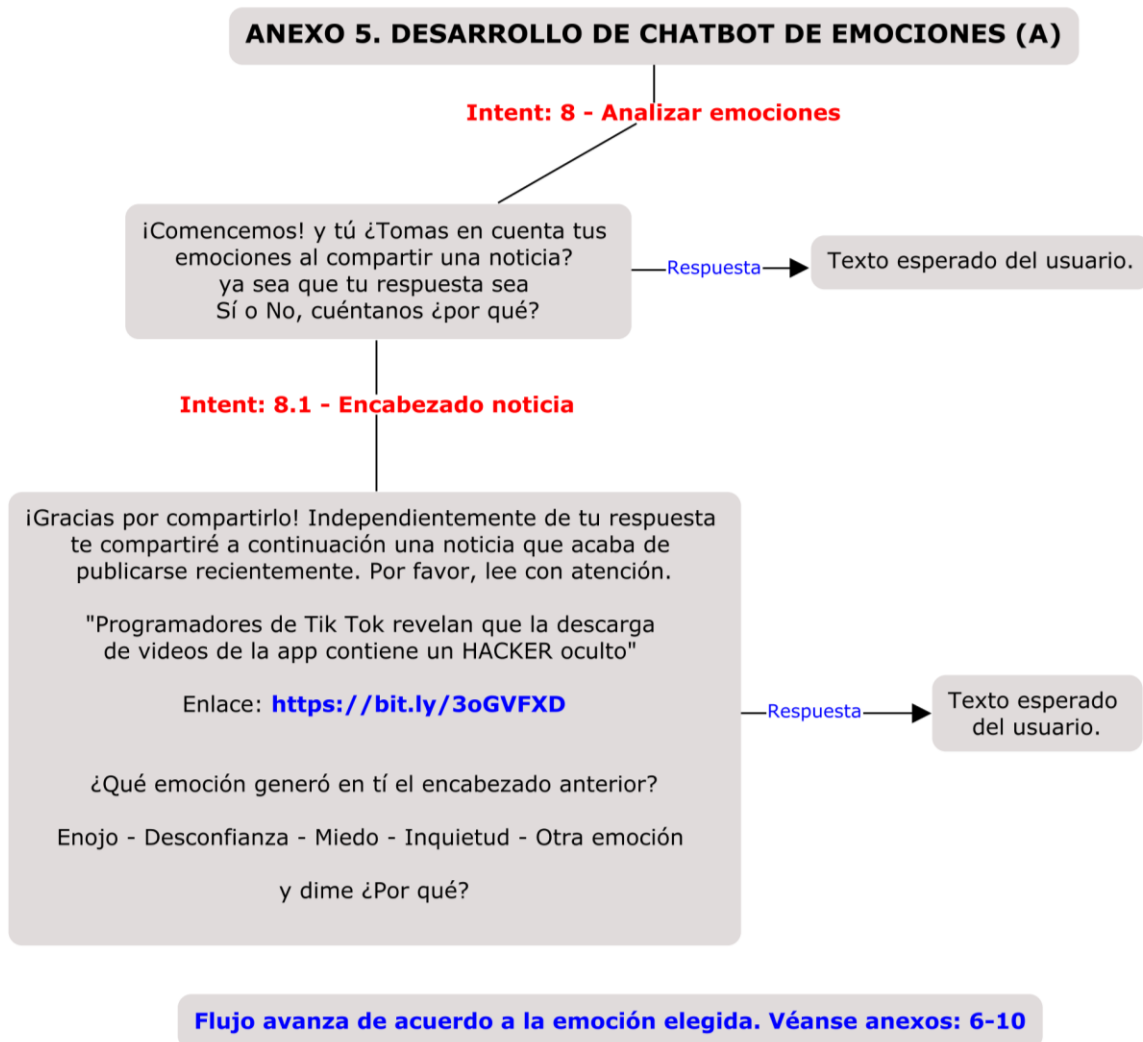 ANEXO 5. DESARROLLO DE CHATBOT DE EMOCIONES (A)
Intent: 8 - Analizar emociones
¡Comencemos! y tú ¿Tomas en cuenta tus
emociones al compartir una noticia?
ya sea que tu respuesta sea
Sí o No, cuéntanos ¿por qué?
Respuesta
Texto esperado del usuario.
Intent: 8.1 - Encabezado noticia
¡Gracias por compartirlo! Independientemente de tu respuesta
te compartiré a continuación una noticia que acaba de
publicarse recientemente. Por favor, lee con atención.
"Programadores de Tik Tok revelan que la descarga
de videos de la app contiene un HACKER oculto"
Enlace: https://bit.ly/3oGVFXD
¿Qué emoción generó en tí el encabezado anterior?
Enojo - Desconfianza - Miedo - Inquietud - Otra emoción
y dime ¿Por qué?
Respuesta
Texto esperado
del usuario.
Flujo avanza de acuerdo a la emoción elegida. Véanse anexos: 6-10